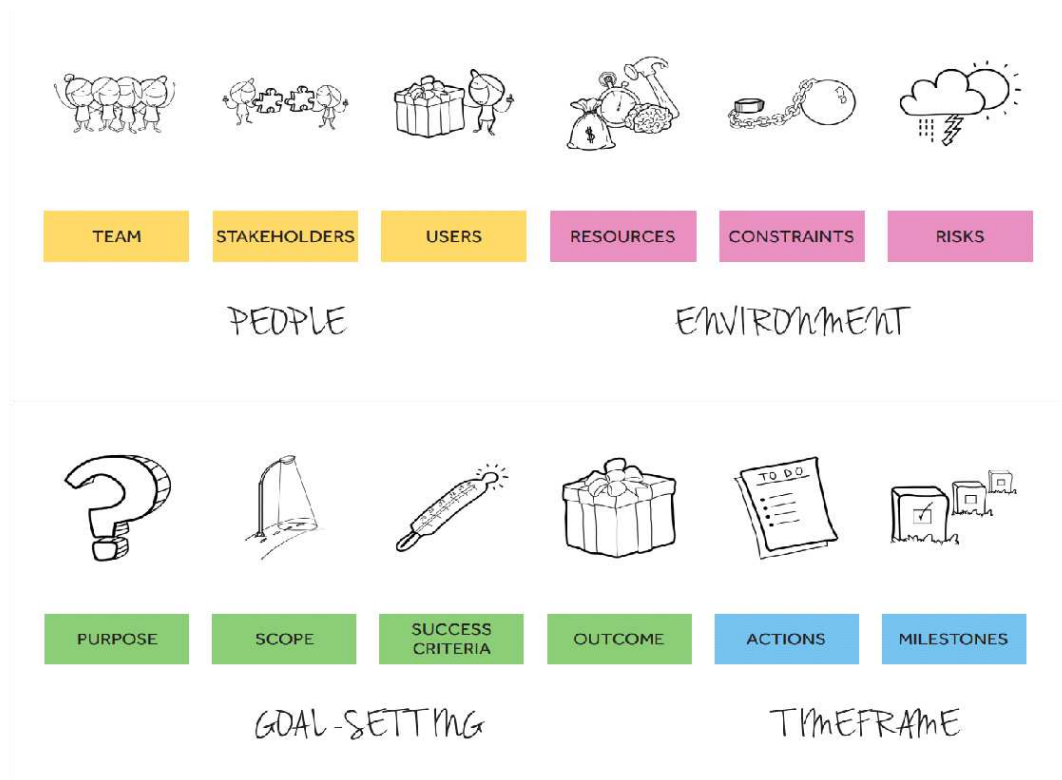 TEAM
STAKEHOLDERS
USERS
RESOURCES
CONSTRAINTS
RISKS
PEOPLE
ENVIRONMENT
$
TO DO
PURPOSE
SCOPE
SUCCESS
CRITERIA
OUTCOME
ACTIONS
MILESTONES
GOAL-SETTING
TIMEFRAME